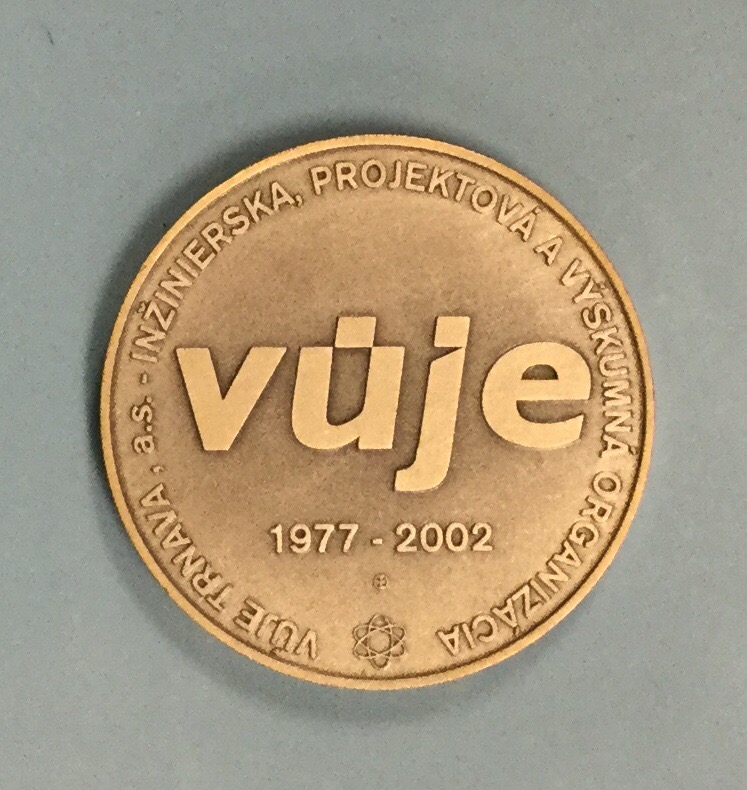 VÚJE TRNAVA, a.s. - INŽINIERSKA, PROJEKTOVÁ A VÝSKUMNÁ ORGANIZÁCIA
vúje
1977 - 2002